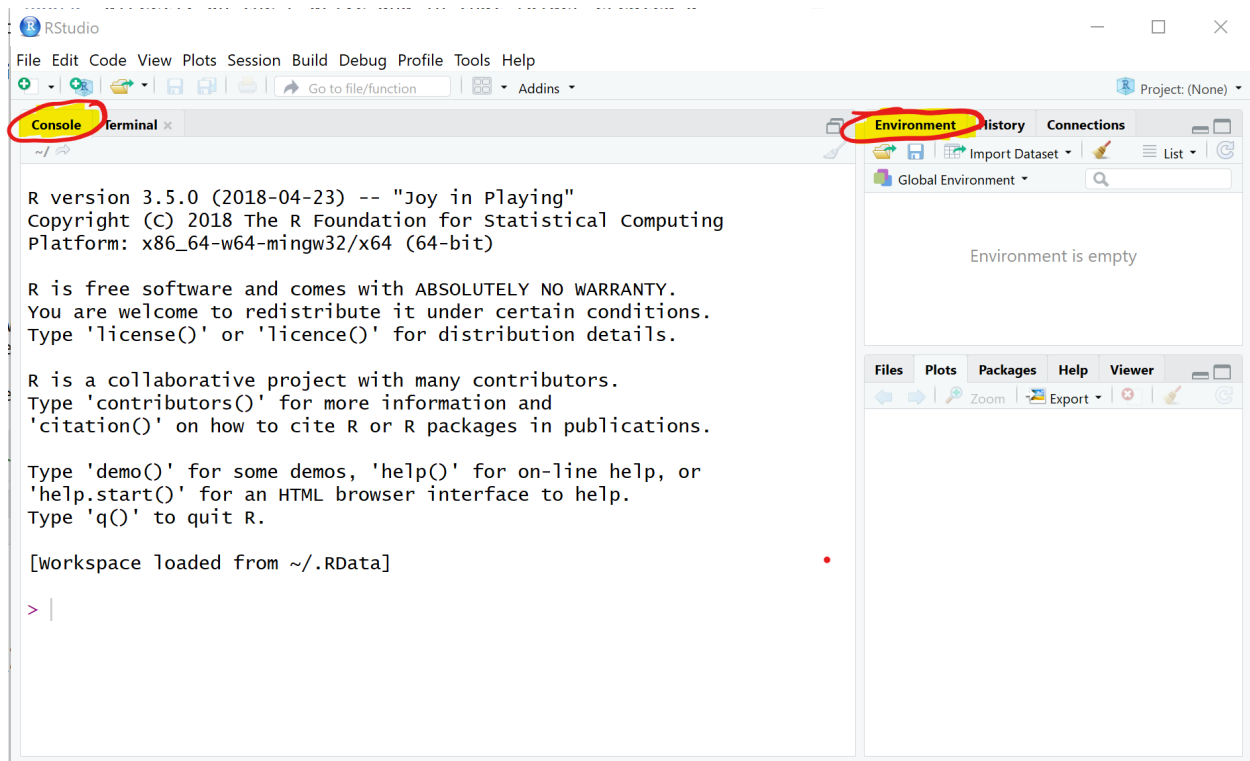 RStudio
File Edit Code View Plots Session Build Debug Profile Tools Help
Go to file/function
Addins
Project: (None)
Console Terminal
~/
R version 3.5.0 (2018-04-23) -- "Joy in Playing"
Copyright (C) 2018 The R Foundation for Statistical Computing
Platform: x86_64-w64-mingw32/x64 (64-bit)
R is free software and comes with ABSOLUTELY NO WARRANTY.
You are welcome to redistribute it under certain conditions.
Type 'license()' or 'licence()' for distribution details.
R is a collaborative project with many contributors.
Type 'contributors()' for more information and
'citation()' on how to cite R or R packages in publications.
Type 'demo()' for some demos, 'help()' for on-line help, or
'help.start()' for an HTML browser interface to help.
Type 'q()' to quit R.
[Workspace loaded from ~/.RData]
>
Environment History Connections
Import Dataset List
Global Environment
Environment is empty
Files Plots Packages Help Viewer
Zoom Export